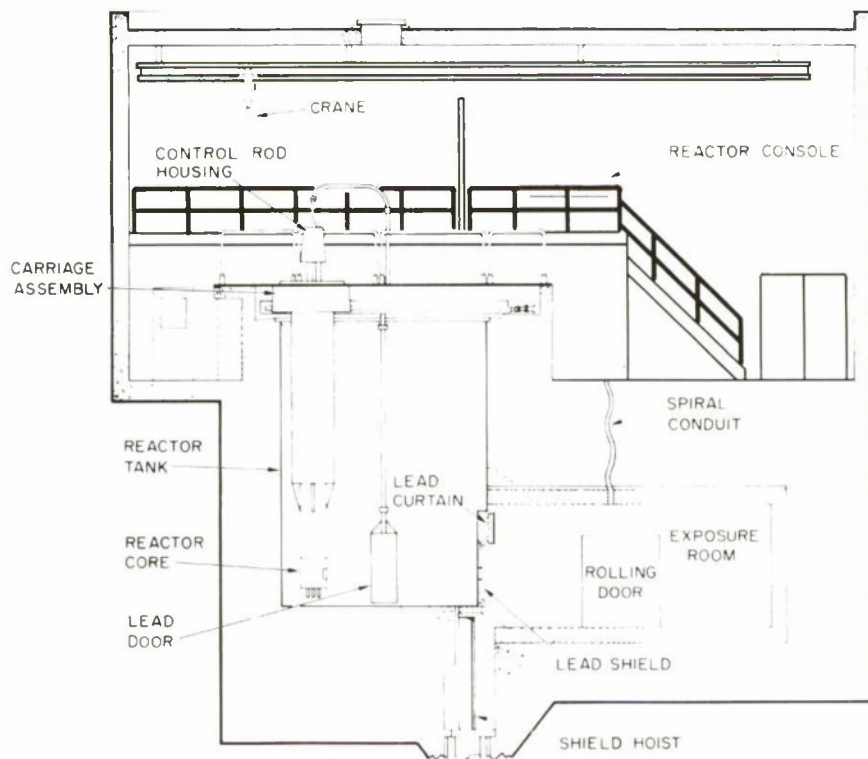 CRANE
CONTROL ROD
HOUSING
REACTOR CONSOLE
CARRIAGE
ASSEMBLY
SPIRAL
CONDUIT
REACTOR
TANK
LEAD
CURTAIN
EXPOSURE
ROOM
REACTOR
CORE
ROLLING
DOOR
LEAD
DOOR
LEAD SHIELD
SHIELD HOIST